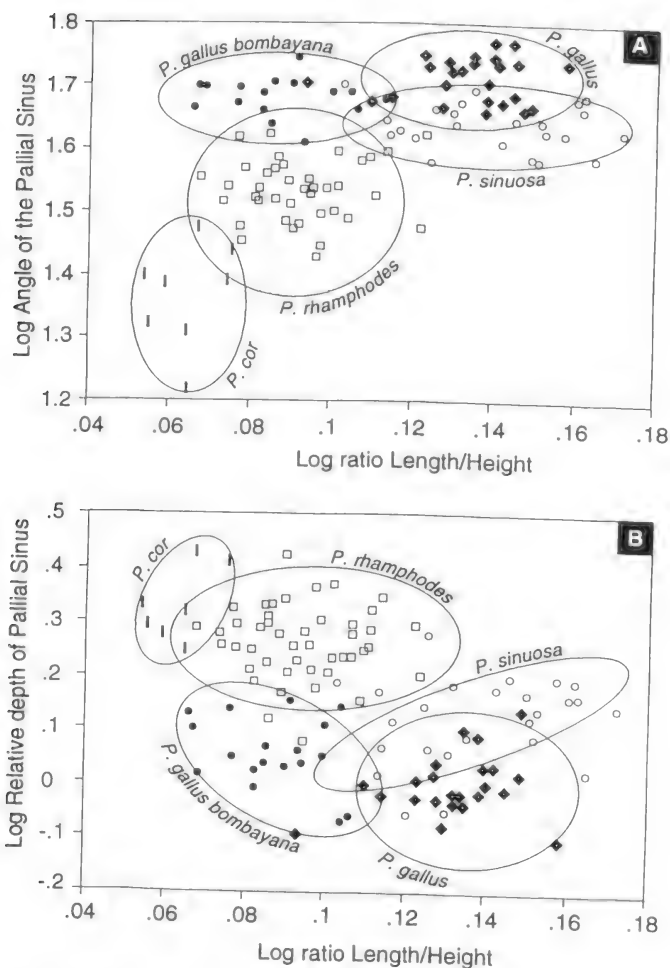 A
Log Angle of the Pallial Sinus
1.8
1.7
1.6
1.5
1.4
1.3
1.2
P. gallus bombayana
P. gallus
P. sinuosa
P. rhamphodes
P. cor
.04 .06 .08 .1 .12 .14 .16 .18
Log ratio Length/Height
B
Log Relative depth of Pallial Sinus
.5
.4
.3
.2
.1
0
-.1
-.2
P. cor
P. rhamphodes
P. sinuosa
P. gallus bombayana
P. gallus
.04 .06 .08 .1 .12 .14 .16 .18
Log ratio Length/Height